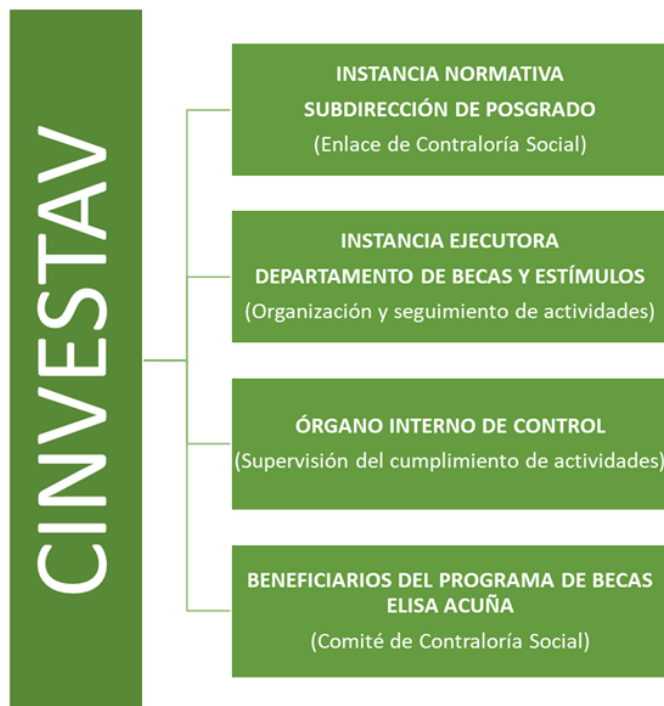 CINVESTAV
INSTANCIA NORMATIVA
SUBDIRECCIÓN DE POSGRADO
(Enlace de Contraloría Social)
INSTANCIA EJECUTORA
DEPARTAMENTO DE BECAS Y ESTÍMULOS
(Organización y seguimiento de actividades)
ÓRGANO INTERNO DE CONTROL
(Supervisión del cumplimiento de actividades)
BENEFICIARIOS DEL PROGRAMA DE BECAS
ELISA ACUÑA
(Comité de Contraloría Social)